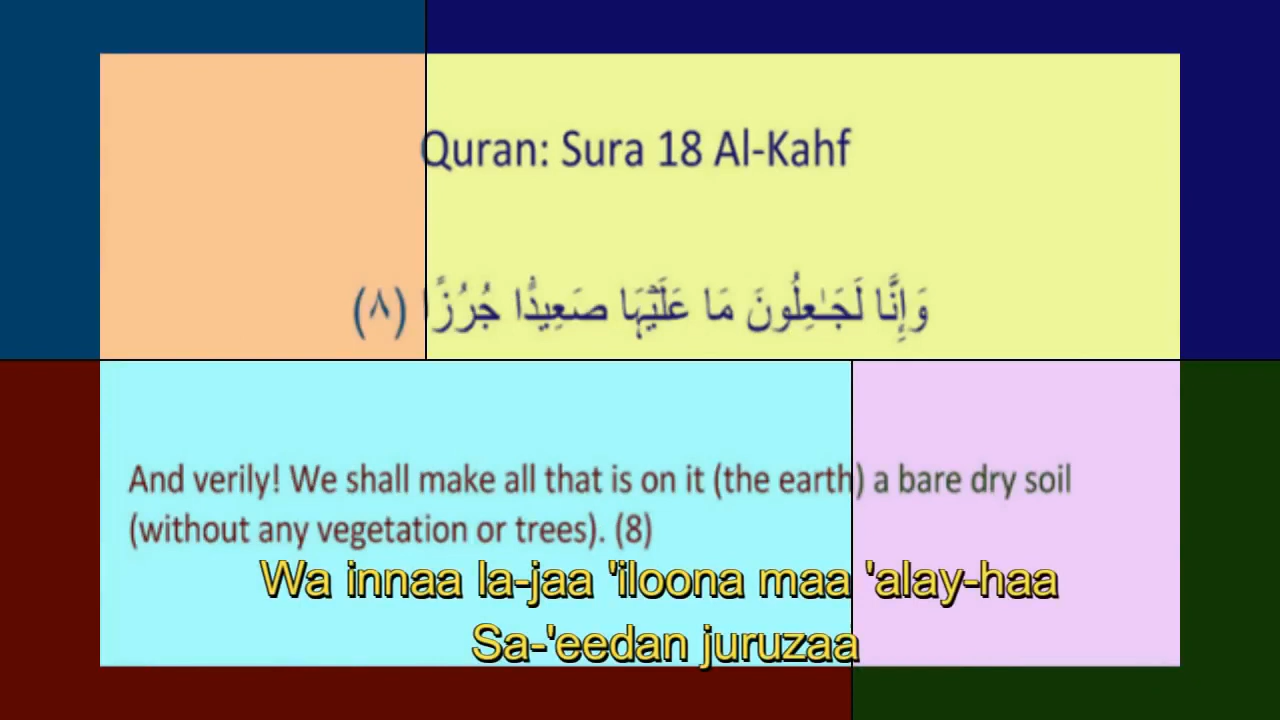 Quran: Sura 18 Al-Kahf
وَإِنَّا لَجَـٰعِلُونَ مَا عَلَيْهَا صَعِيدًا جُرُزًا (٨)
And verily! We shall make all that is on it (the earth) a bare dry soil
(without any vegetation or trees). (8)
Wa innaa la-jaa 'iloona maa 'alay-haa
Sa-'eedan juruzaa